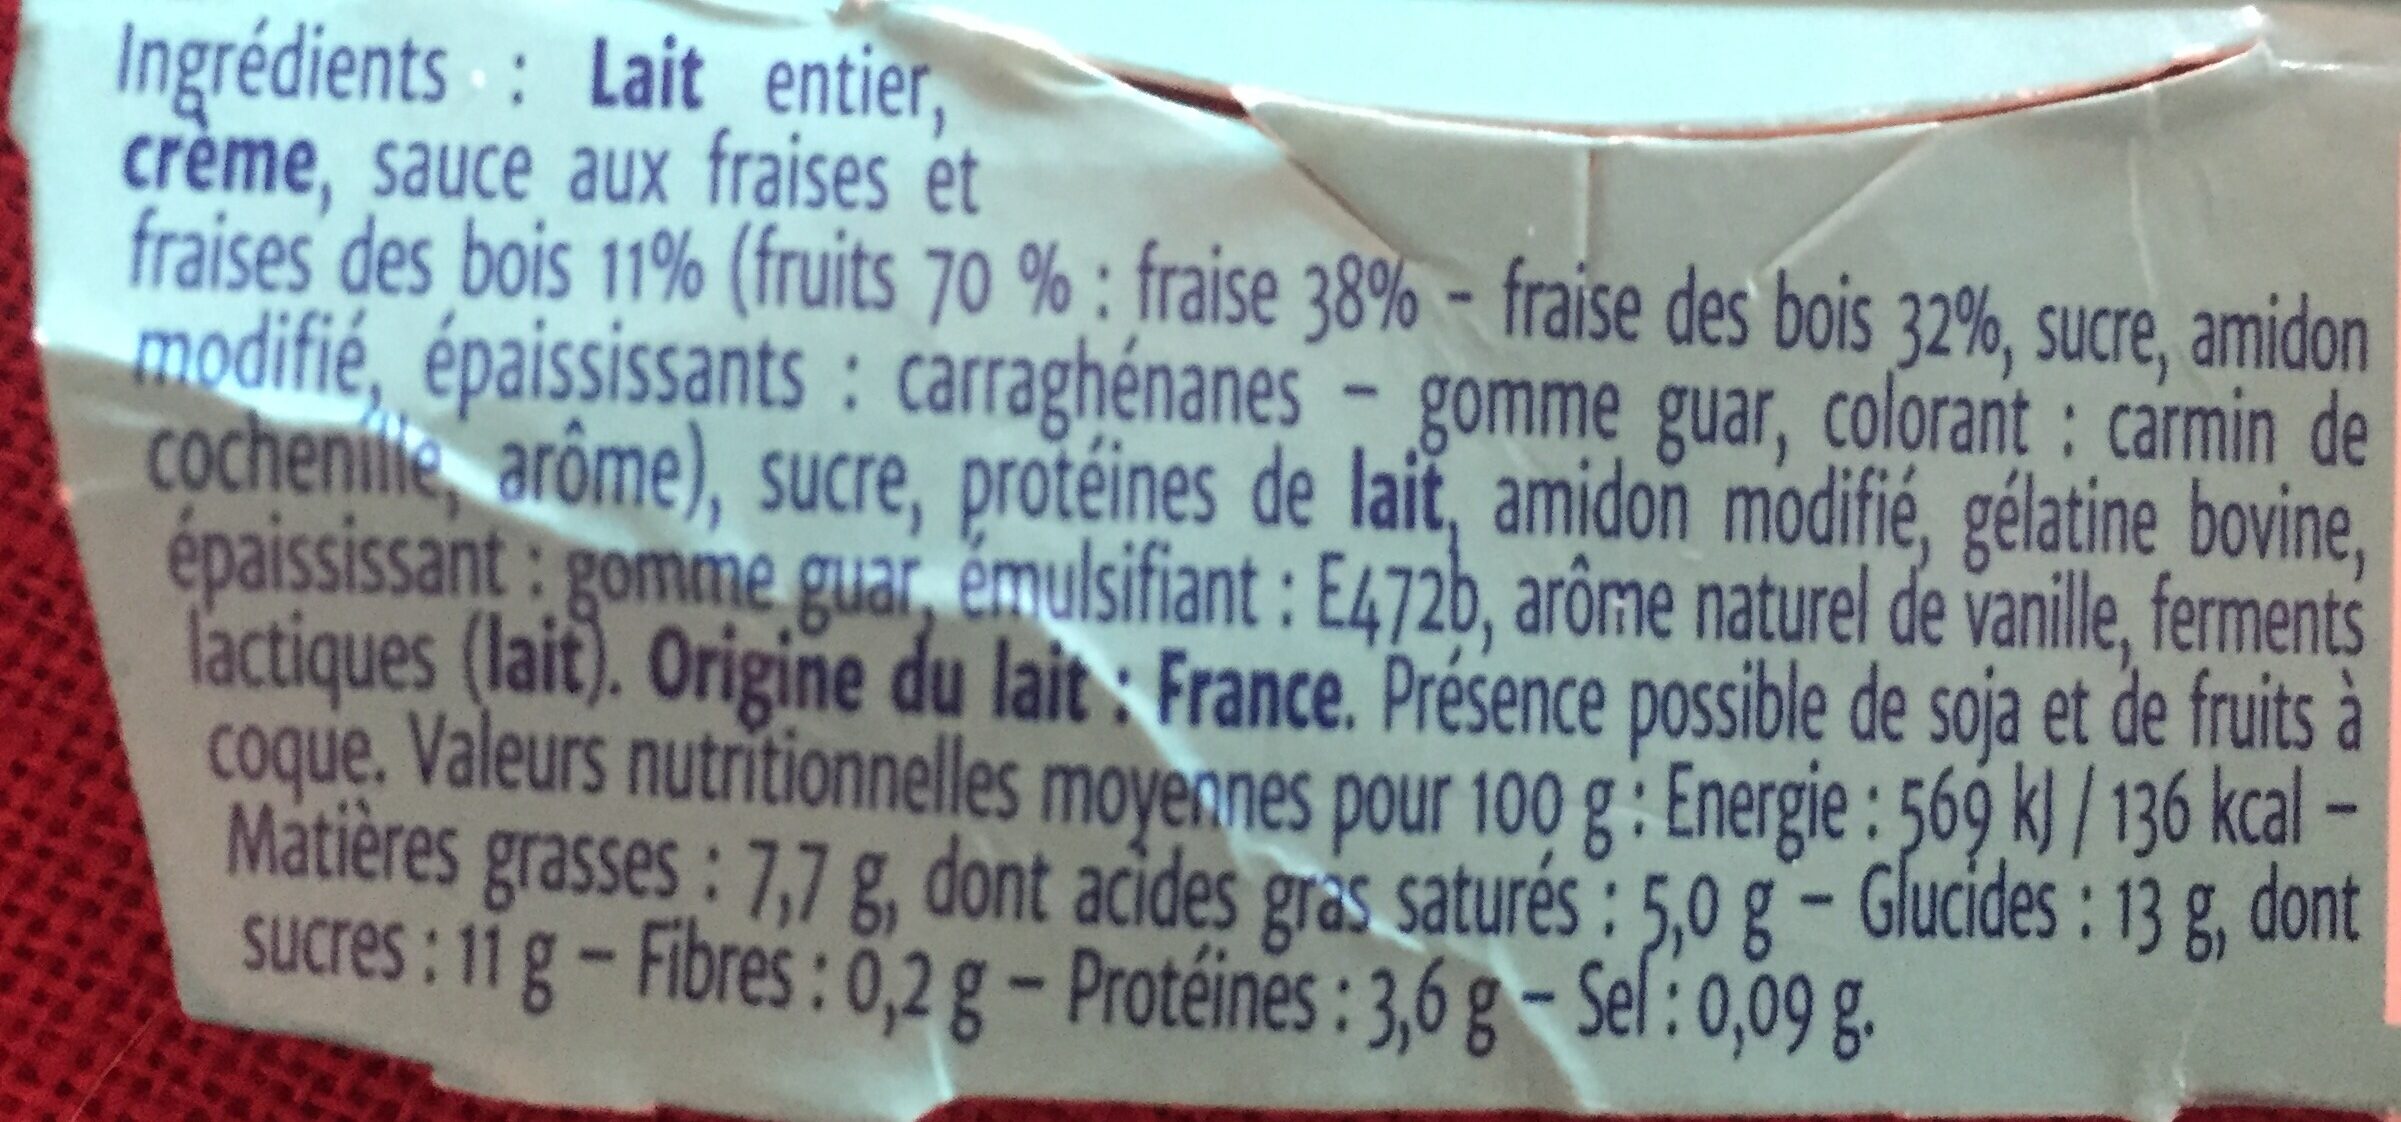 Ingrédients : Lait entier,
crème, sauce aux fraises et
fraises des bois 11% (fruits 70 % : fraise 38% – fraise des bois 32%, sucre, amidon
modifié, épaississants : carraghénanes – gomme guar, colorant : carmin de
cochenille, arôme), sucre, protéines de lait, amidon modifié, gélatine bovine,
épaississant : gomme guar, émulsifiant : E472b, arôme naturel de vanille, ferments
lactiques (lait). Origine du lait : France. Présence possible de soja et de fruits à
coque. Valeurs nutritionnelles moyennes pour 100 g : Energie : 569 kJ / 136 kcal –
Matières grasses : 7,7 g, dont acides gras saturés : 5,0 g – Glucides : 13 g, dont
sucres : 11 g – Fibres : 0,2 g – Protéines : 3,6 g – Sel : 0,09 g.